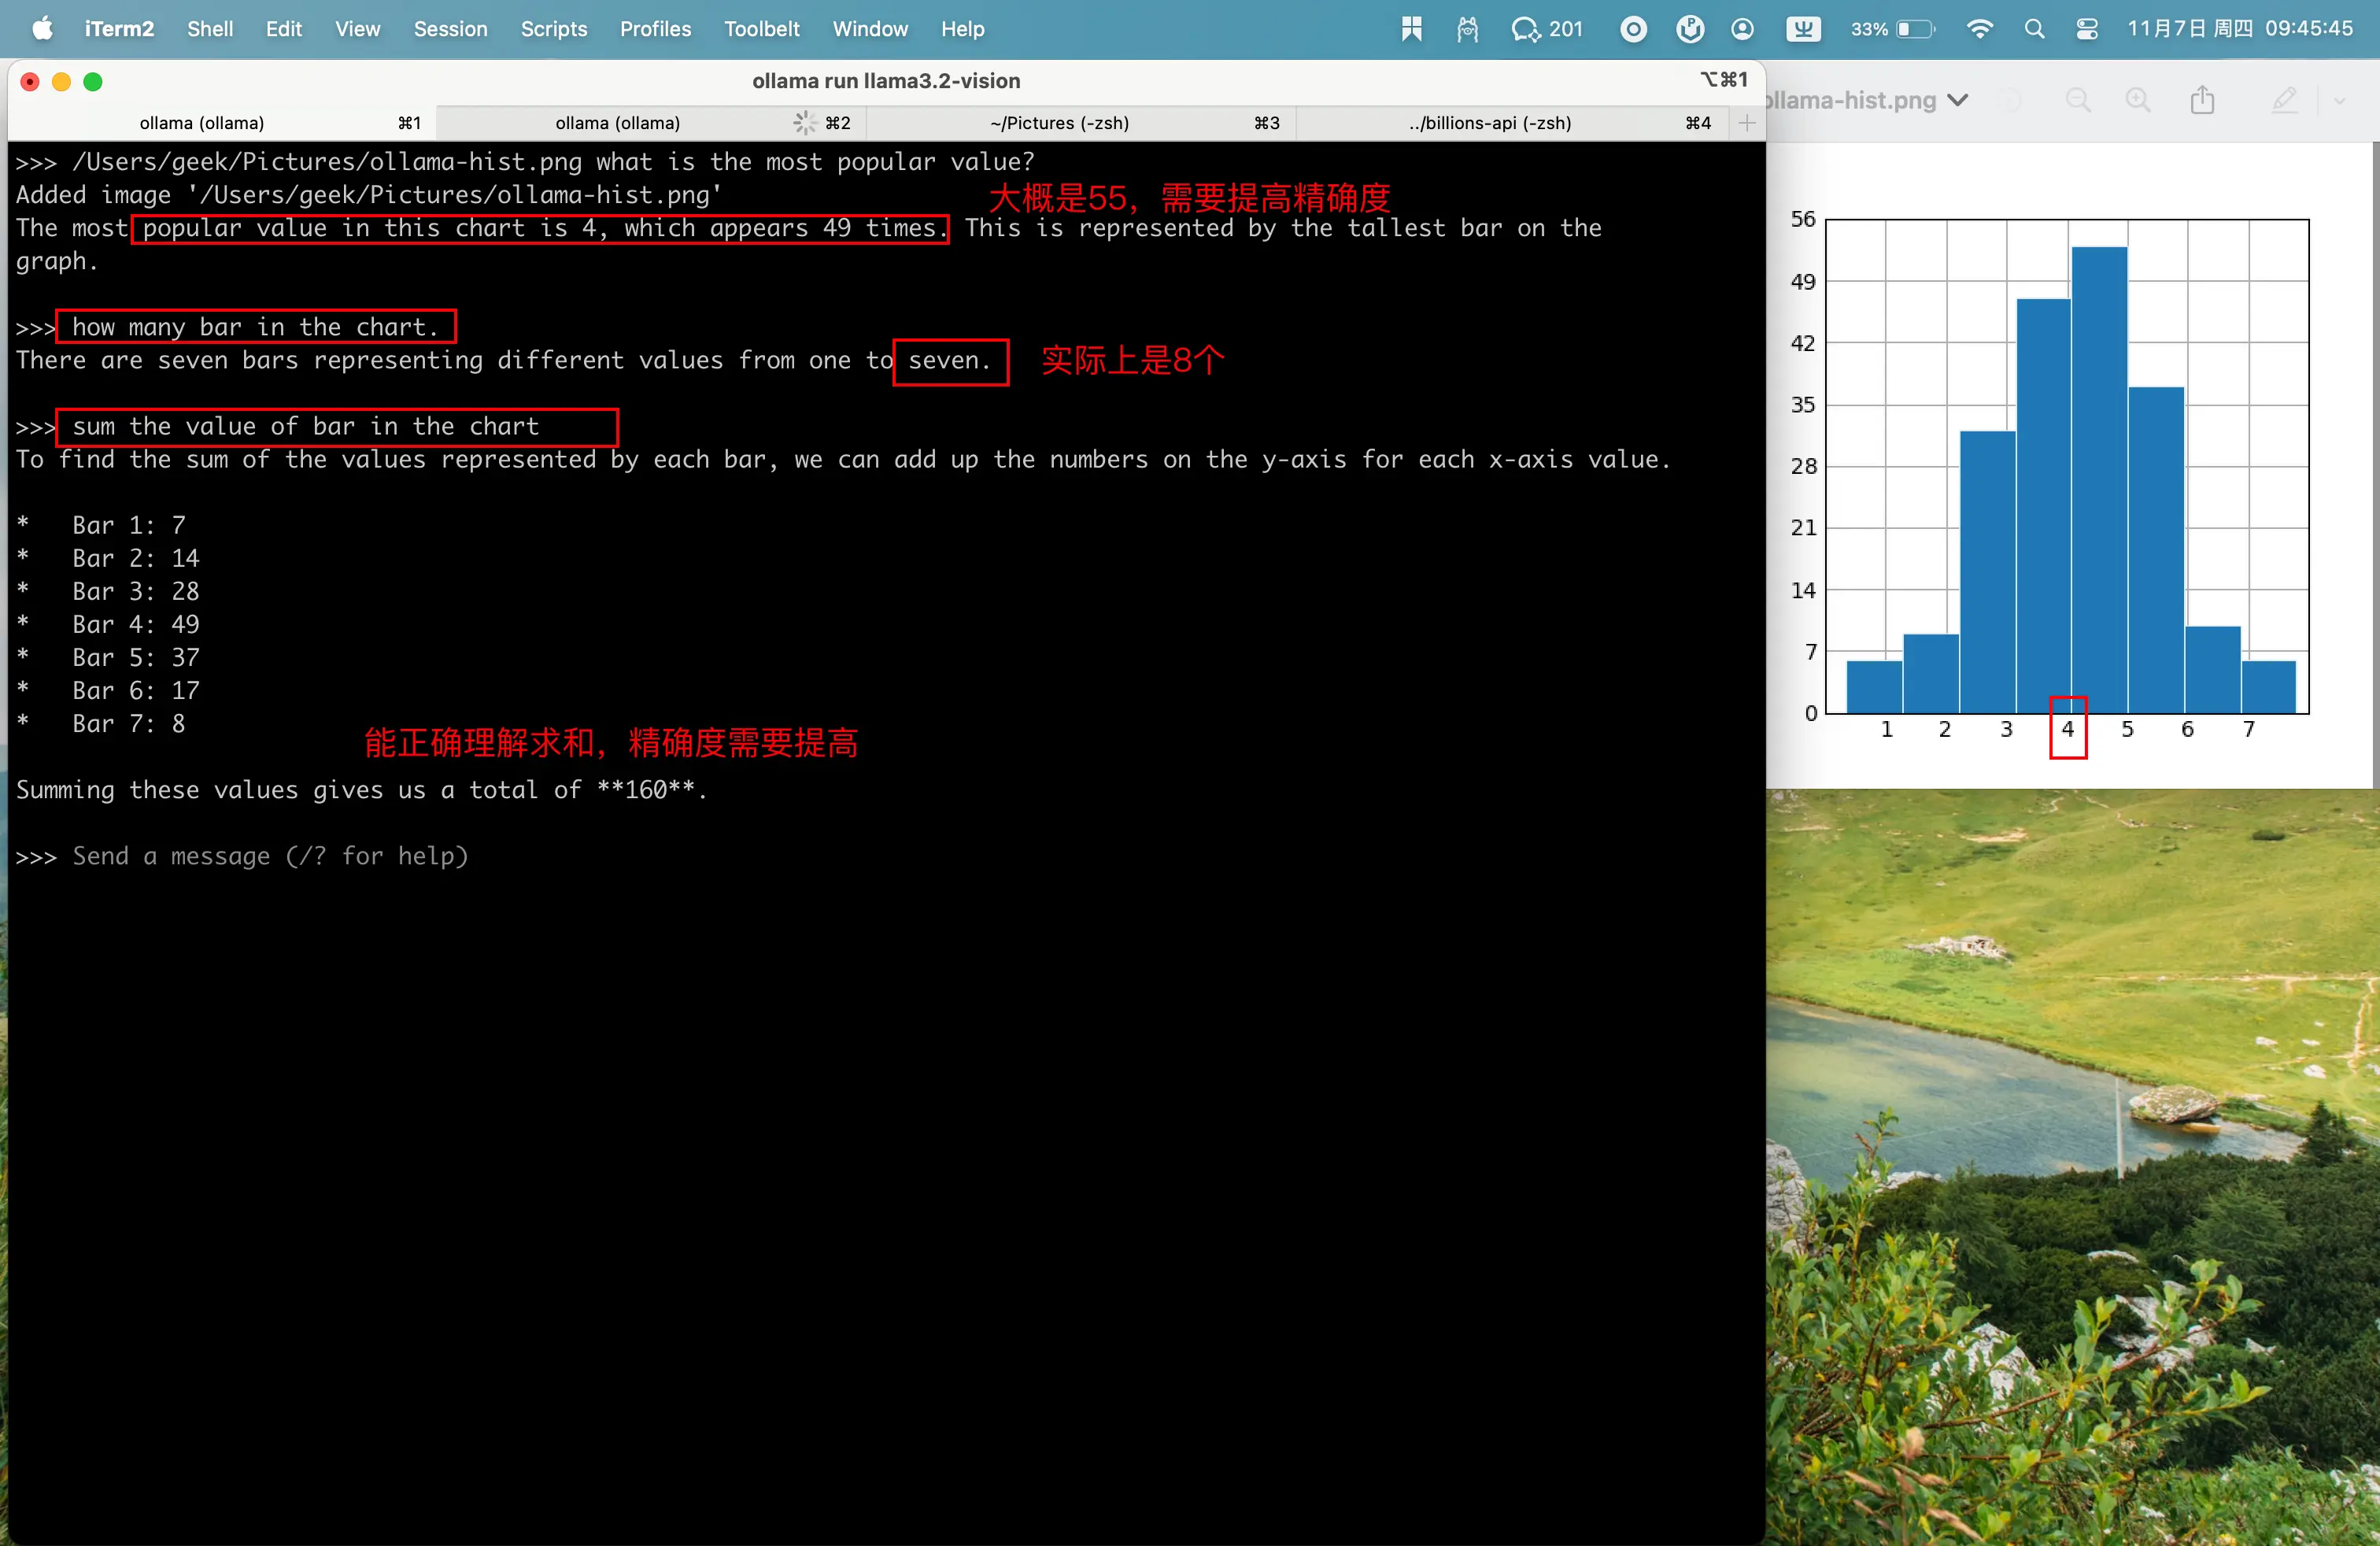 iTerm2 Shell Edit View Session Scripts Profiles Toolbelt Window Help 201 33% 11月7日 周四 09:45:45
ollama run llama3.2-vision ⌥⌘1
ollama (ollama) ⌘1 ollama (ollama) ⌘2 ~/Pictures (-zsh) ⌘3 ../billions-api (-zsh) ⌘4
>>> /Users/geek/Pictures/ollama-hist.png what is the most popular value?
Added image '/Users/geek/Pictures/ollama-hist.png'
大概是55，需要提高精确度
The most popular value in this chart is 4, which appears 49 times. This is represented by the tallest bar on the
graph.
>>> how many bar in the chart.
There are seven bars representing different values from one to seven.
实际上是8个
>>> sum the value of bar in the chart
To find the sum of the values represented by each bar, we can add up the numbers on the y-axis for each x-axis value.
* Bar 1: 7
* Bar 2: 14
* Bar 3: 28
* Bar 4: 49
* Bar 5: 37
* Bar 6: 17
* Bar 7: 8
能正确理解求和，精确度需要提高
Summing these values gives us a total of **160**.
>>> Send a message (/? for help)
ollama-hist.png
56
49
42
35
28
21
14
7
0
1 2 3 4 5 6 7